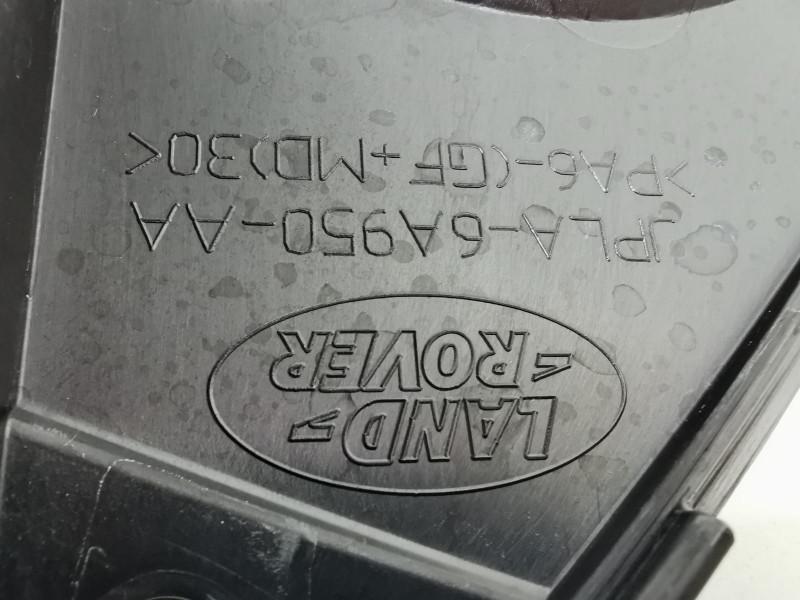 LAND
ROVER
JPLA-6A950-AA
>PA6-(GF+MD)30<